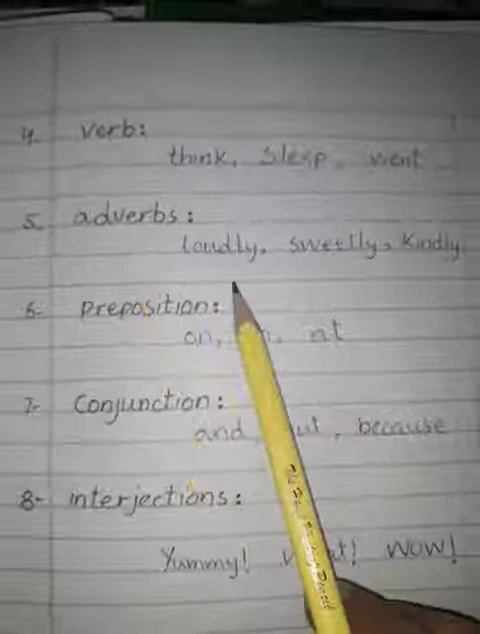 4- verb:
think, sleep, went
5- adverbs:
loudly, sweetly, kindly
6- preposition:
on, at
7- Conjunction:
and, because
8- interjections:
Yummy! WOW!